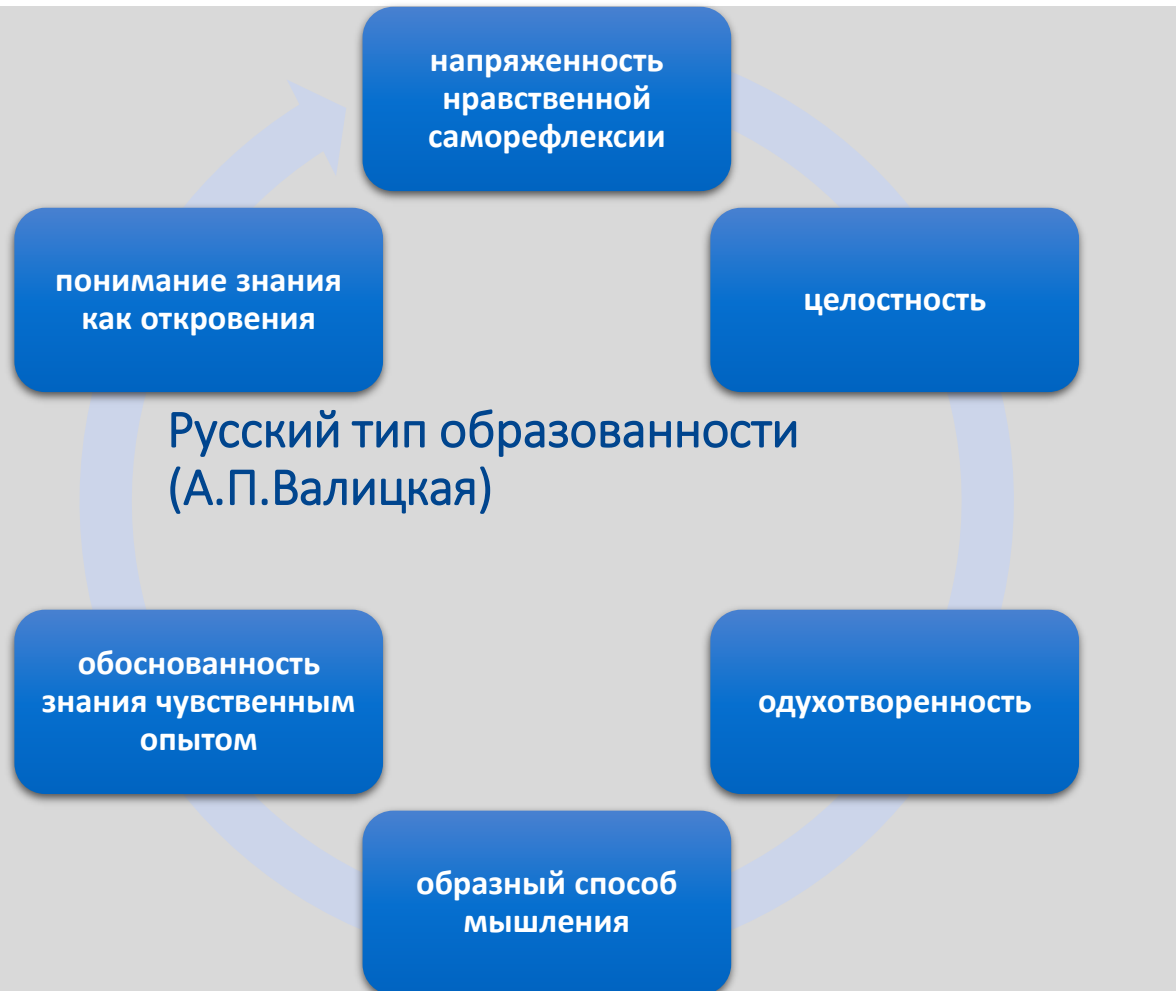 напряженность
нравственной
саморефлексии
целостность
одухотворенность
образный способ
мышления
обоснованность
знания чувственным
опытом
понимание знания
как откровения
Русский тип образованности
(А.П.Валицкая)